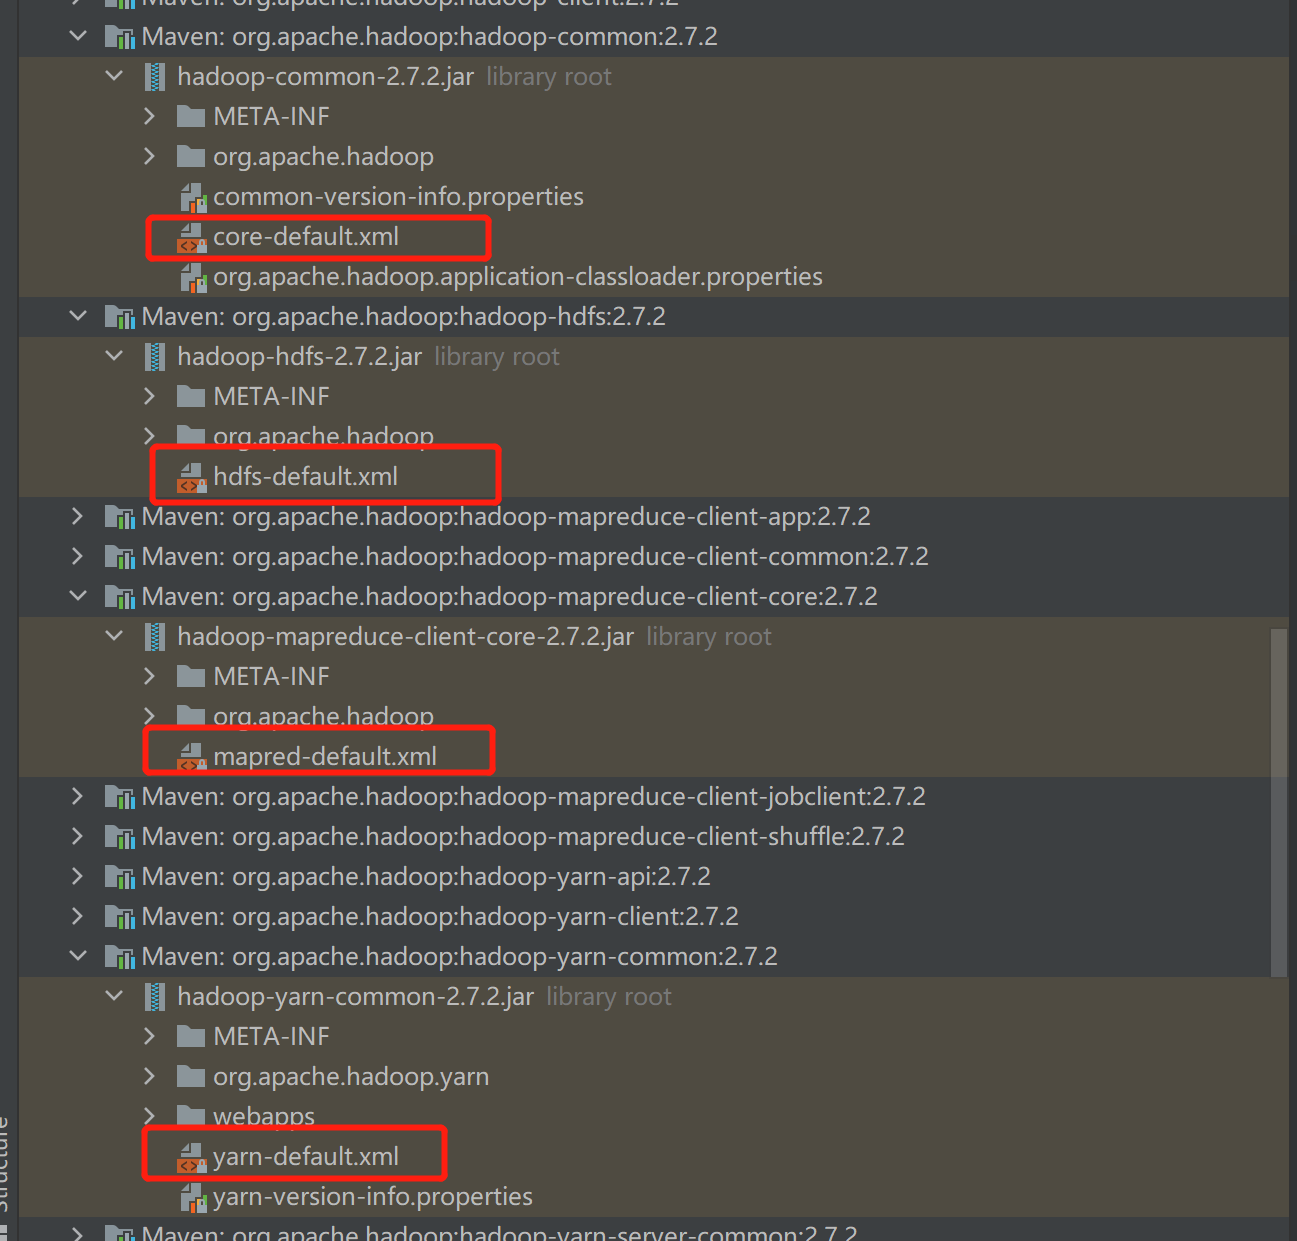 Maven: org.apache.hadoop:hadoop-client:2.7.2
Maven: org.apache.hadoop:hadoop-common:2.7.2
hadoop-common-2.7.2.jar library root
META-INF
org.apache.hadoop
common-version-info.properties
core-default.xml
org.apache.hadoop.application-classloader.properties
Maven: org.apache.hadoop:hadoop-hdfs:2.7.2
hadoop-hdfs-2.7.2.jar library root
META-INF
org.apache.hadoop
hdfs-default.xml
Maven: org.apache.hadoop:hadoop-mapreduce-client-app:2.7.2
Maven: org.apache.hadoop:hadoop-mapreduce-client-common:2.7.2
Maven: org.apache.hadoop:hadoop-mapreduce-client-core:2.7.2
hadoop-mapreduce-client-core-2.7.2.jar library root
META-INF
org.apache.hadoop
mapred-default.xml
Maven: org.apache.hadoop:hadoop-mapreduce-client-jobclient:2.7.2
Maven: org.apache.hadoop:hadoop-mapreduce-client-shuffle:2.7.2
Maven: org.apache.hadoop:hadoop-yarn-api:2.7.2
Maven: org.apache.hadoop:hadoop-yarn-client:2.7.2
Maven: org.apache.hadoop:hadoop-yarn-common:2.7.2
hadoop-yarn-common-2.7.2.jar library root
META-INF
org.apache.hadoop.yarn
webapps
yarn-default.xml
yarn-version-info.properties
Maven: org.apache.hadoop:hadoop-yarn-server-common:2.7.2
Structure